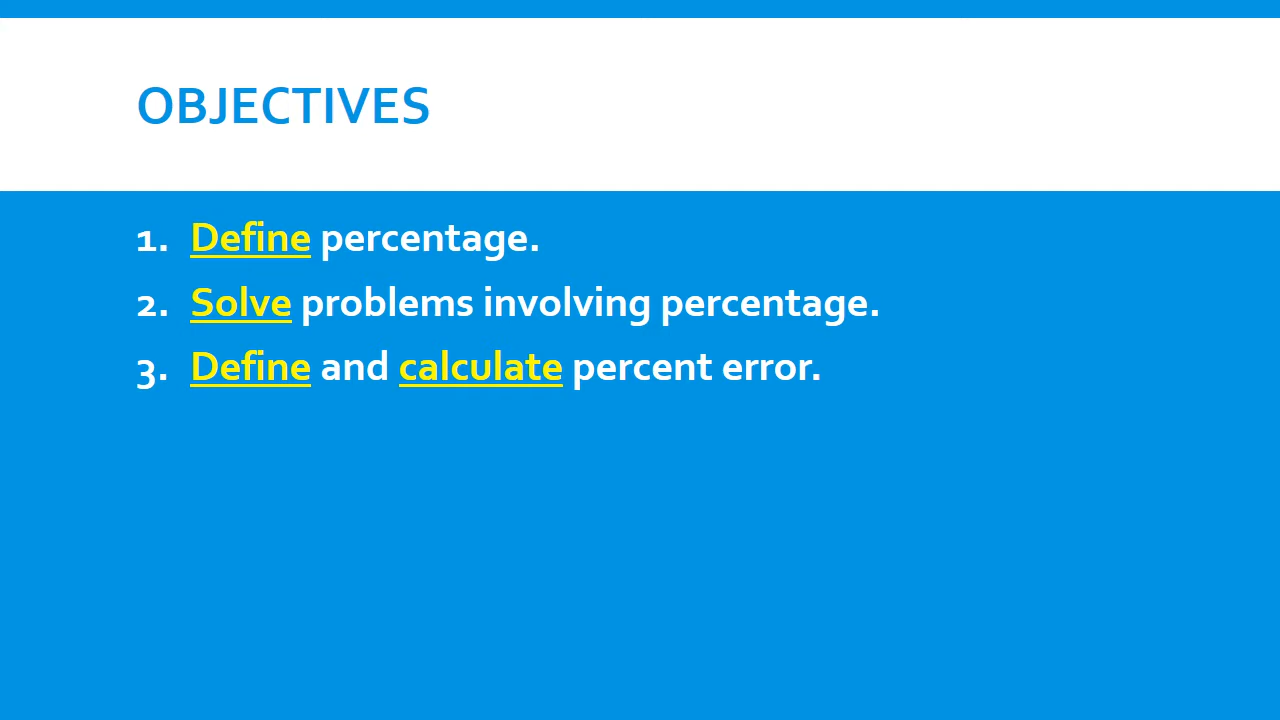 OBJECTIVES
1. Define percentage.
2. Solve problems involving percentage.
3. Define and calculate percent error.